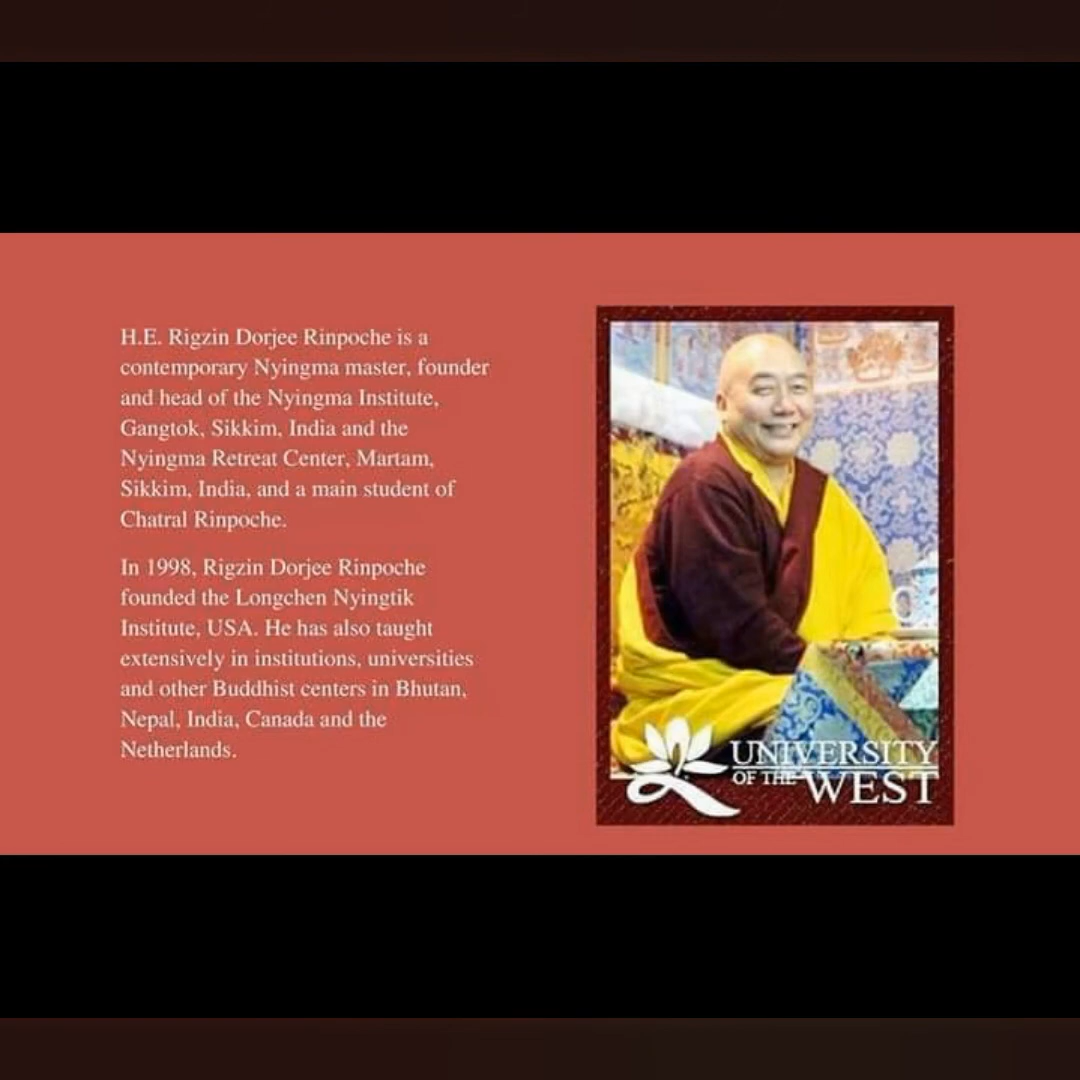 H.E. Rigzin Dorjee Rinpoche is a
contemporary Nyingma master, founder
and head of the Nyingma Institute,
Gangtok, Sikkim, India and the
Nyingma Retreat Center, Martam,
Sikkim, India, and a main student of
Chatral Rinpoche.
In 1998, Rigzin Dorjee Rinpoche
founded the Longchen Nyingtik
Institute, USA. He has also taught
extensively in institutions, universities
and other Buddhist centers in Bhutan,
Nepal, India, Canada and the
Netherlands.
UNIVERSITY
OF THE WEST